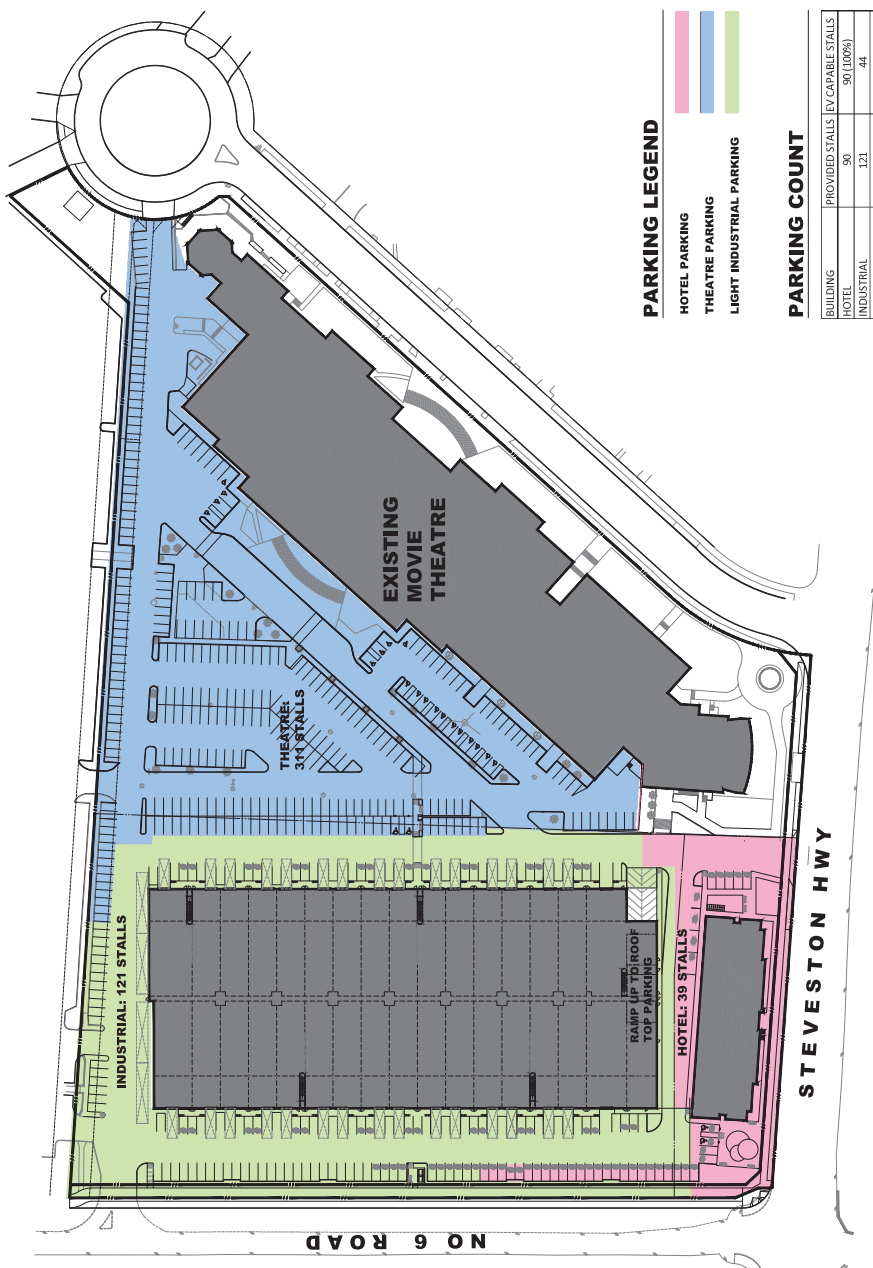 EXISTING
MOVIE
THEATRE
THEATRE:
311 STALLS
INDUSTRIAL: 121 STALLS
RAMP UP TO ROOF
TOP PARKING
HOTEL: 39 STALLS
STEVESTON HWY
NO 6 ROAD
PARKING LEGEND
HOTEL PARKING
THEATRE PARKING
LIGHT INDUSTRIAL PARKING
PARKING COUNT
BUILDING PROVIDED STALLS EV CAPABLE STALLS
HOTEL 90 90 (100%)
INDUSTRIAL 121 44